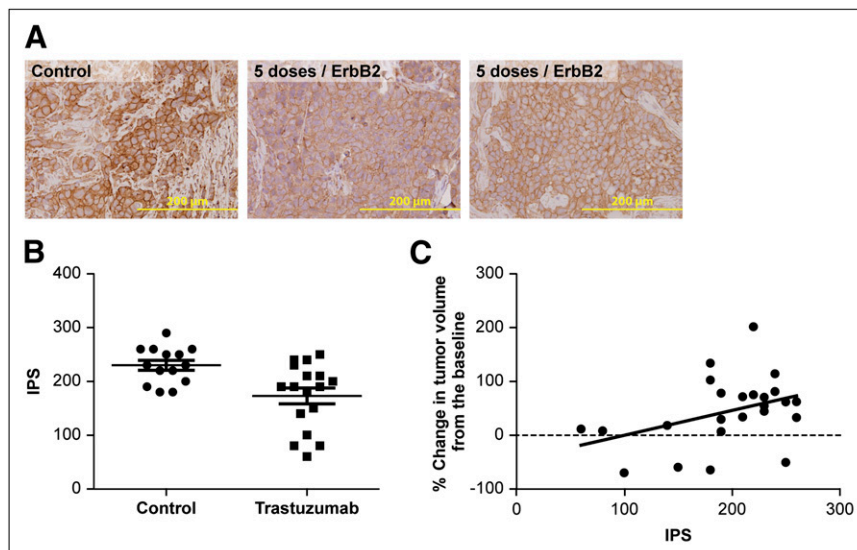 A
Control
5 doses / ErbB2
5 doses / ErbB2
200 µm
200 µm
200 µm
B
400
300
200
100
0
IPS
Control
Trastuzumab
C
300
200
100
0
-100
% Change in tumor volume
from the baseline
0
100
200
300
IPS